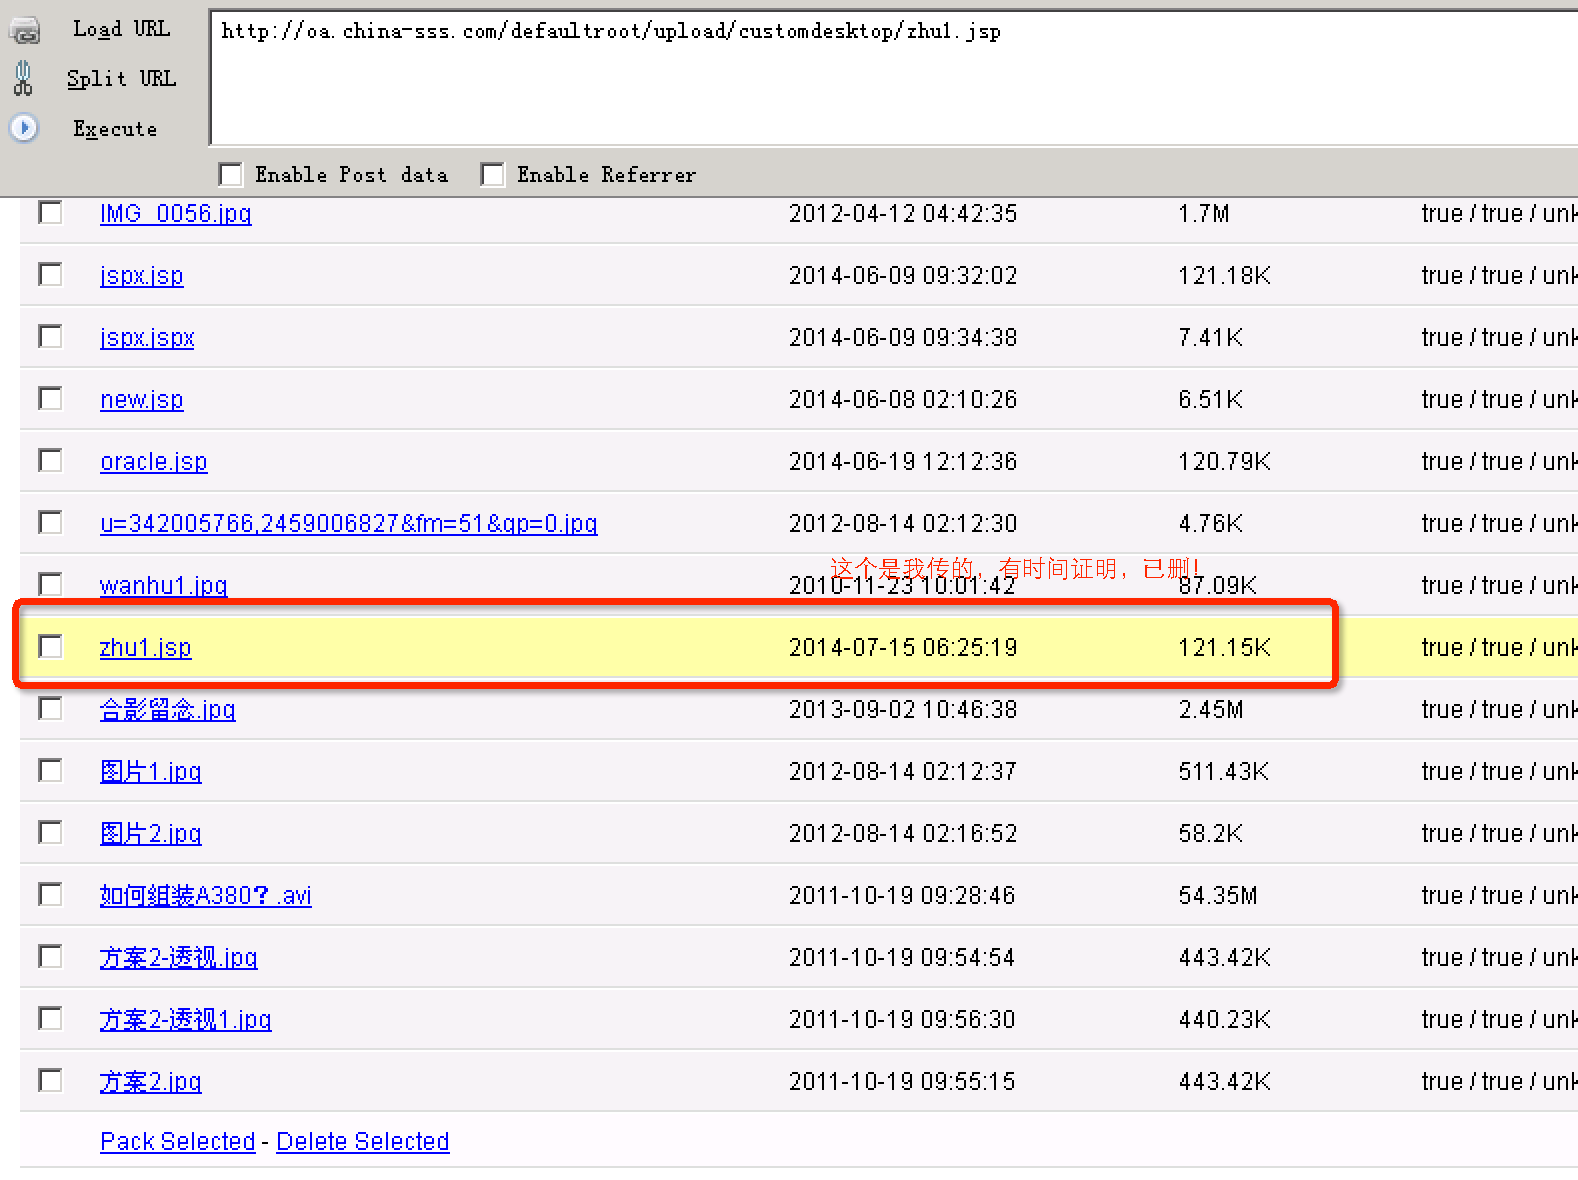 Load URL
http://oa.china-sss.com/defaultroot/upload/customdesktop/zhu1.jsp
Split URL
Execute
Enable Post data Enable Referrer
IMG_0056.jpg 2012-04-12 04:42:35 1.7M true / true / unk
jspx.jsp 2014-06-09 09:32:02 121.18K true / true / unk
jspx.jspx 2014-06-09 09:34:38 7.41K true / true / unk
new.jsp 2014-06-08 02:10:26 6.51K true / true / unk
oracle.jsp 2014-06-19 12:12:36 120.79K true / true / unk
u=342005766,2459006827&fm=51&gp=0.jpg 2012-08-14 02:12:30 4.76K true / true / unk
这个是我传的，有时间证明，已删！
wanhu1.jpg 2010-11-23 10:01:42 87.09K true / true / unk
zhu1.jsp 2014-07-15 06:25:19 121.15K true / true / unk
合影留念.jpg 2013-09-02 10:46:38 2.45M true / true / unk
图片1.jpg 2012-08-14 02:12:37 511.43K true / true / unk
图片2.jpg 2012-08-14 02:16:52 58.2K true / true / unk
如何组装A380？.avi 2011-10-19 09:28:46 54.35M true / true / unk
方案2-透视.jpg 2011-10-19 09:54:54 443.42K true / true / unk
方案2-透视1.jpg 2011-10-19 09:56:30 440.23K true / true / unk
方案2.jpg 2011-10-19 09:55:15 443.42K true / true / unk
Pack Selected - Delete Selected